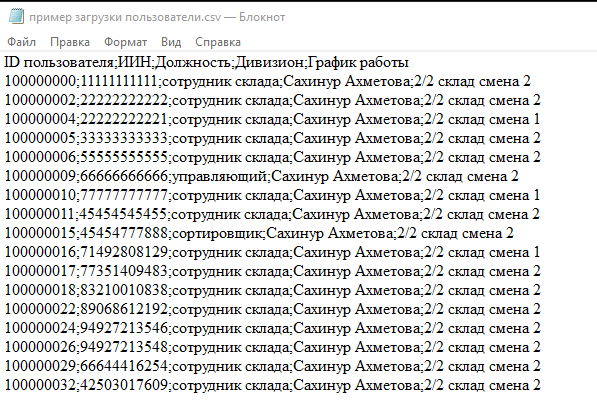 пример загрузки пользователи.csv — Блокнот
Файл Правка Формат Вид Справка
ID пользователя;ИИН;Должность;Дивизион;График работы
100000000;11111111111;сотрудник склада;Сахинур Ахметова;2/2 склад смена 2
100000002;22222222222;сотрудник склада;Сахинур Ахметова;2/2 склад смена 2
100000004;22222222221;сотрудник склада;Сахинур Ахметова;2/2 склад смена 1
100000005;33333333333;сотрудник склада;Сахинур Ахметова;2/2 склад смена 2
100000006;55555555555;сотрудник склада;Сахинур Ахметова;2/2 склад смена 2
100000009;66666666666;управляющий;Сахинур Ахметова;2/2 склад смена 2
100000010;77777777777;сотрудник склада;Сахинур Ахметова;2/2 склад смена 1
100000011;45454545455;сотрудник склада;Сахинур Ахметова;2/2 склад смена 2
100000015;45454777888;сортировщик;Сахинур Ахметова;2/2 склад смена 2
100000016;71492808129;сотрудник склада;Сахинур Ахметова;2/2 склад смена 1
100000017;77351409483;сотрудник склада;Сахинур Ахметова;2/2 склад смена 2
100000018;83210010838;сотрудник склада;Сахинур Ахметова;2/2 склад смена 2
100000022;89068612192;сотрудник склада;Сахинур Ахметова;2/2 склад смена 2
100000024;94927213546;сотрудник склада;Сахинур Ахметова;2/2 склад смена 2
100000026;94927213548;сотрудник склада;Сахинур Ахметова;2/2 склад смена 2
100000029;66644416254;сотрудник склада;Сахинур Ахметова;2/2 склад смена 2
100000032;42503017609;сотрудник склада;Сахинур Ахметова;2/2 склад смена 2